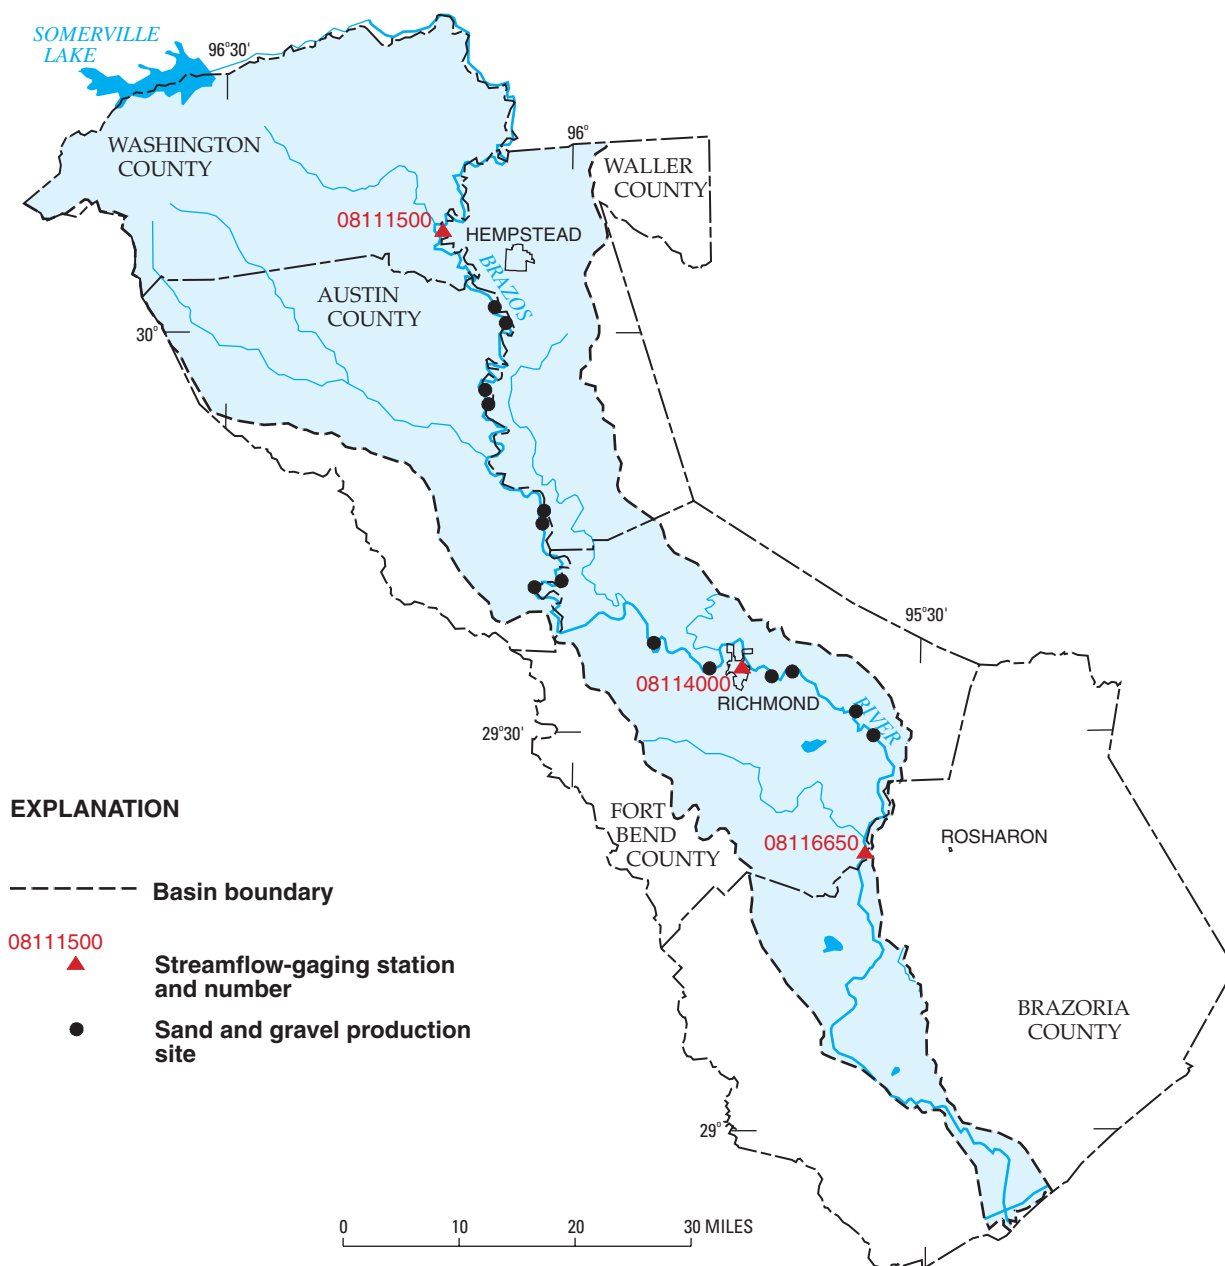 SOMERVILLE
LAKE
96°30'
WASHINGTON
COUNTY
96°
WALLER
COUNTY
08111500
HEMPSTEAD
BRAZOS
AUSTIN
COUNTY
30°
95°30'
08114000
RICHMOND
RIVER
29°30'
EXPLANATION
FORT
BEND
COUNTY
08116650
ROSHARON
Basin boundary
08111500
Streamflow-gaging station
and number
Sand and gravel production
site
BRAZORIA
COUNTY
29°
0 10 20 30 MILES